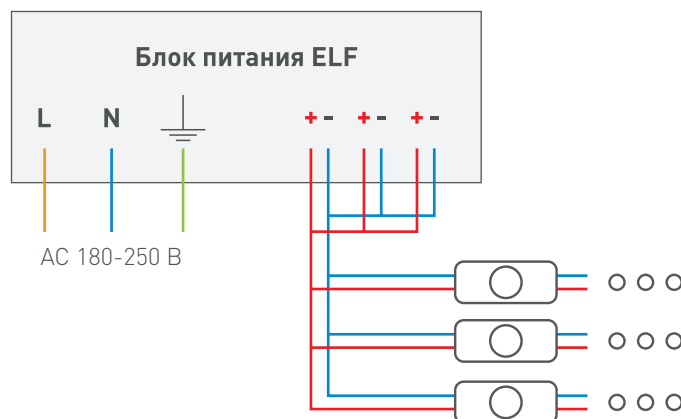 Блок питания ELF
L N + - + - + -
AC 180-250 В